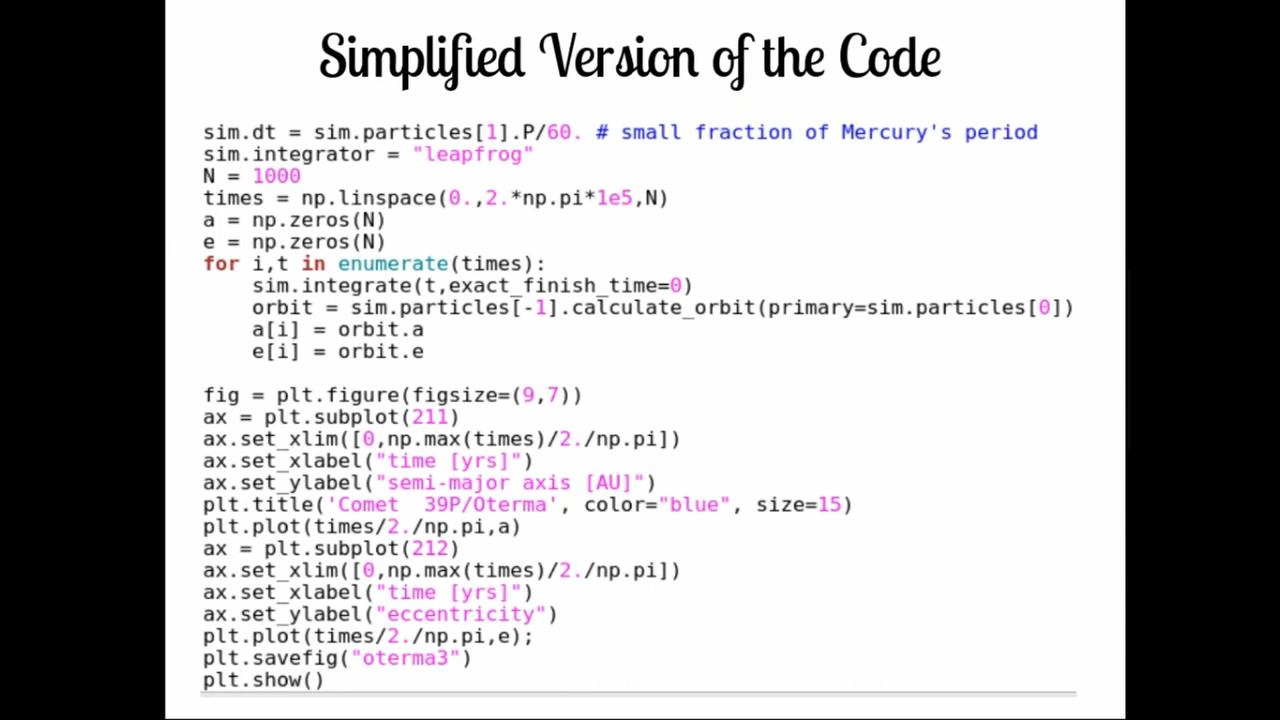 Simplified Version of the Code
sim.dt = sim.particles[1].P/60. # small fraction of Mercury's period
sim.integrator = "leapfrog"
N = 1000
times = np.linspace(0.,2.*np.pi*1e5,N)
a = np.zeros(N)
e = np.zeros(N)
for i,t in enumerate(times):
    sim.integrate(t,exact_finish_time=0)
    orbit = sim.particles[-1].calculate_orbit(primary=sim.particles[0])
    a[i] = orbit.a
    e[i] = orbit.e
fig = plt.figure(figsize=(9,7))
ax = plt.subplot(211)
ax.set_xlim([0,np.max(times)/2./np.pi])
ax.set_xlabel("time [yrs]")
ax.set_ylabel("semi-major axis [AU]")
plt.title('Comet  39P/Oterma', color="blue", size=15)
plt.plot(times/2./np.pi,a)
ax = plt.subplot(212)
ax.set_xlim([0,np.max(times)/2./np.pi])
ax.set_xlabel("time [yrs]")
ax.set_ylabel("eccentricity")
plt.plot(times/2./np.pi,e);
plt.savefig("oterma3")
plt.show()